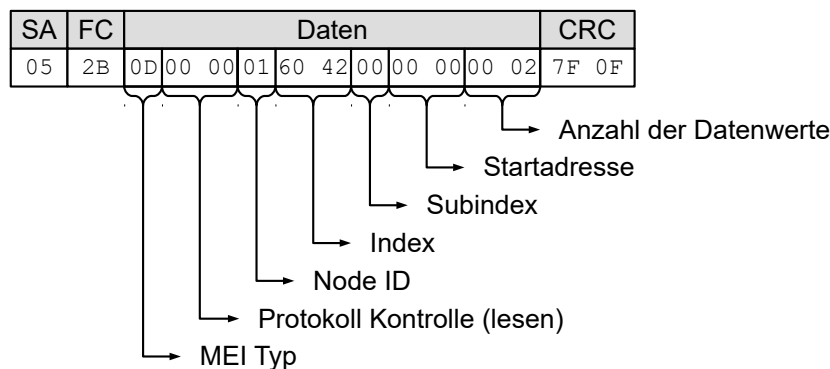 SA FC Daten CRC
05 2B 0D 00 00 01 60 42 00 00 00 00 02 7F 0F
Anzahl der Datenwerte
Startadresse
Subindex
Index
Node ID
Protokoll Kontrolle (lesen)
MEI Typ